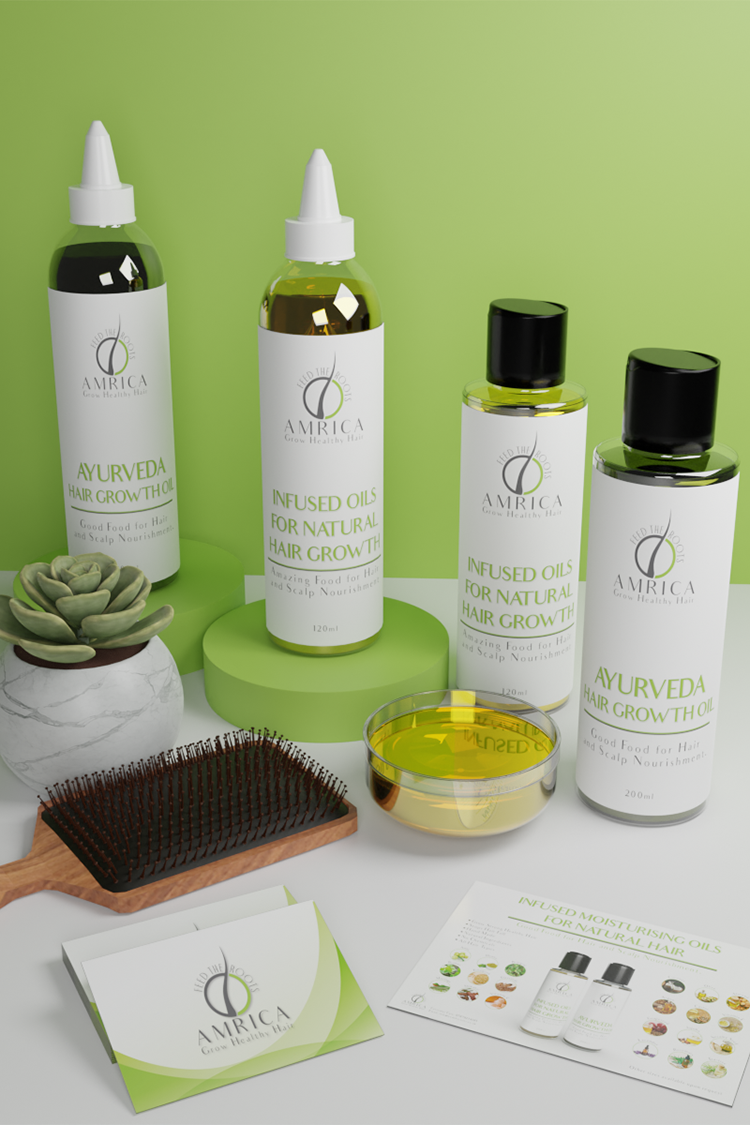 FEED THE ROOTS
AMRICA
Grow Healthy Hair
AYURVEDA
HAIR GROWTH OIL
Good Food for Hair
and Scalp Nourishment.
FEED THE ROOTS
AMRICA
Grow Healthy Hair
INFUSED OILS
FOR NATURAL
HAIR GROWTH
Amazing Food for Hair
and Scalp Nourishment.
120ml
FEED THE ROOTS
AMRICA
Grow Healthy Hair
INFUSED OILS
FOR NATURAL
HAIR GROWTH
Amazing Food for Hair
and Scalp Nourishment.
120ml
FEED THE ROOTS
AMRICA
Grow Healthy Hair
AYURVEDA
HAIR GROWTH OIL
Good Food for Hair
and Scalp Nourishment.
200ml
FEED THE ROOTS
AMRICA
Grow Healthy Hair
INFUSED MOISTURISING OILS
FOR NATURAL HAIR